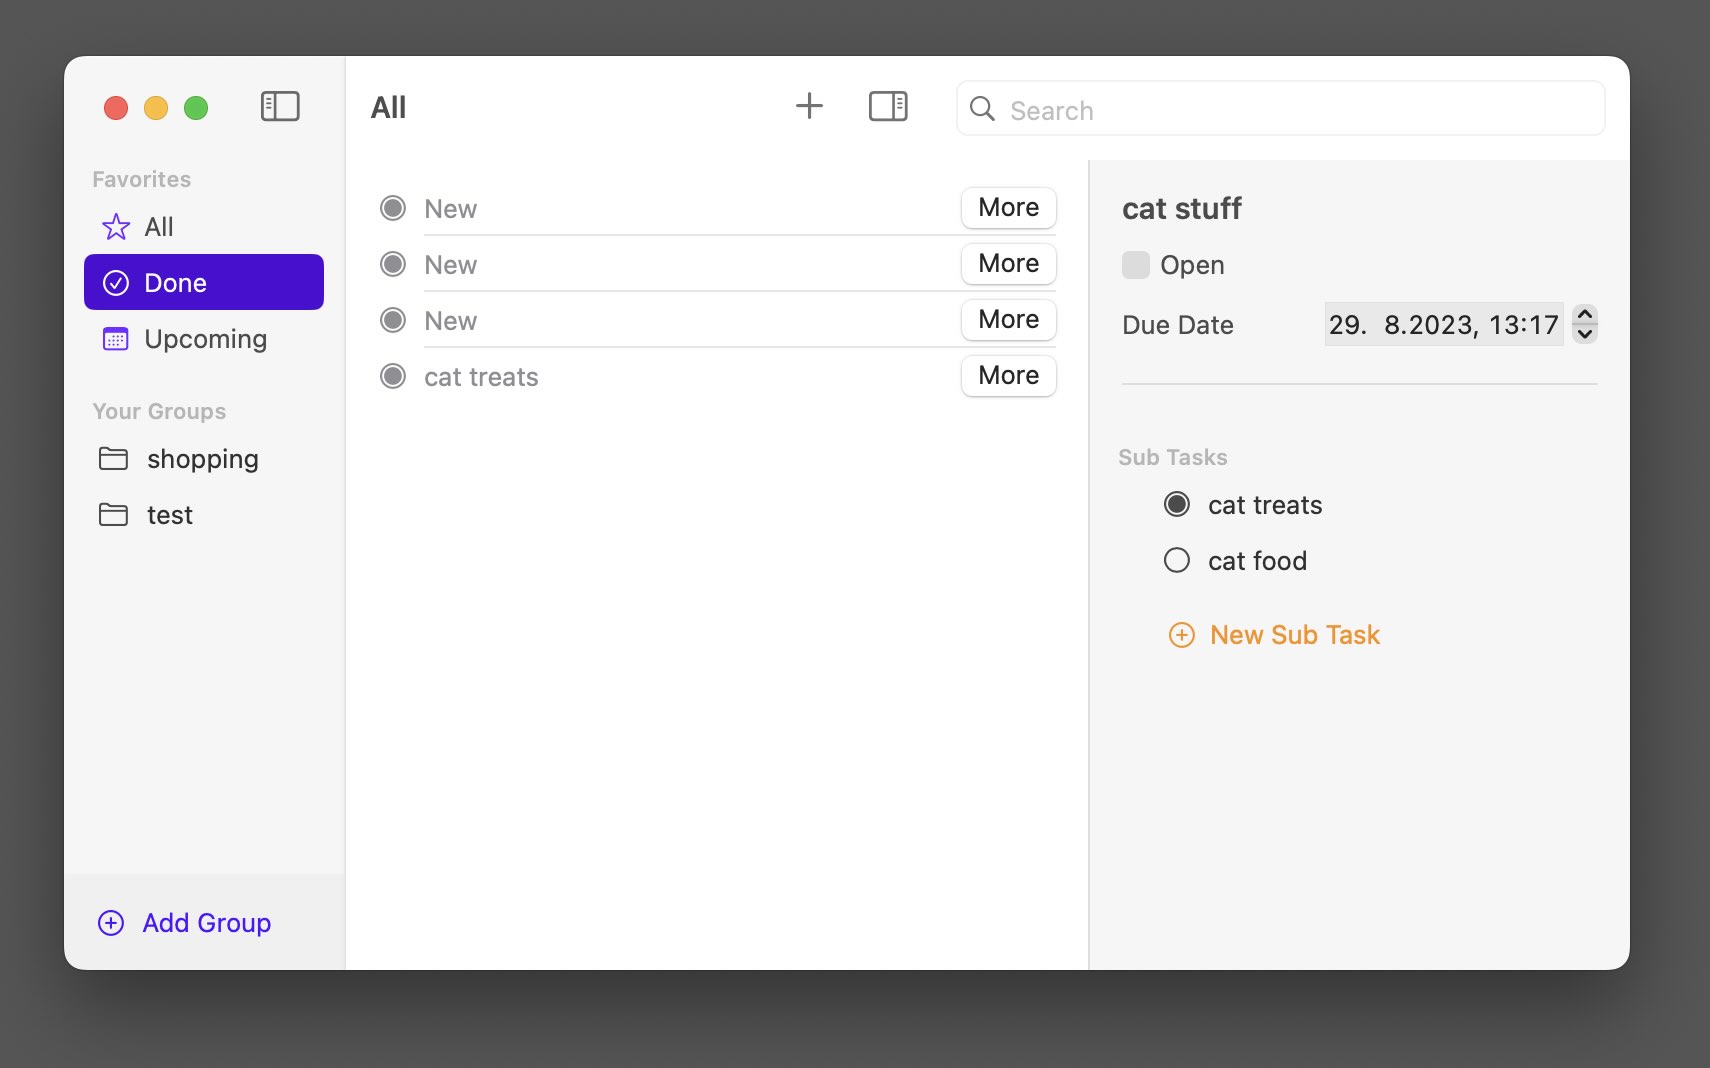 All
Search
Favorites
All
Done
Upcoming
Your Groups
shopping
test
Add Group
New More
New More
New More
cat treats More
cat stuff
Open
Due Date 29. 8.2023, 13:17
Sub Tasks
cat treats
cat food
New Sub Task